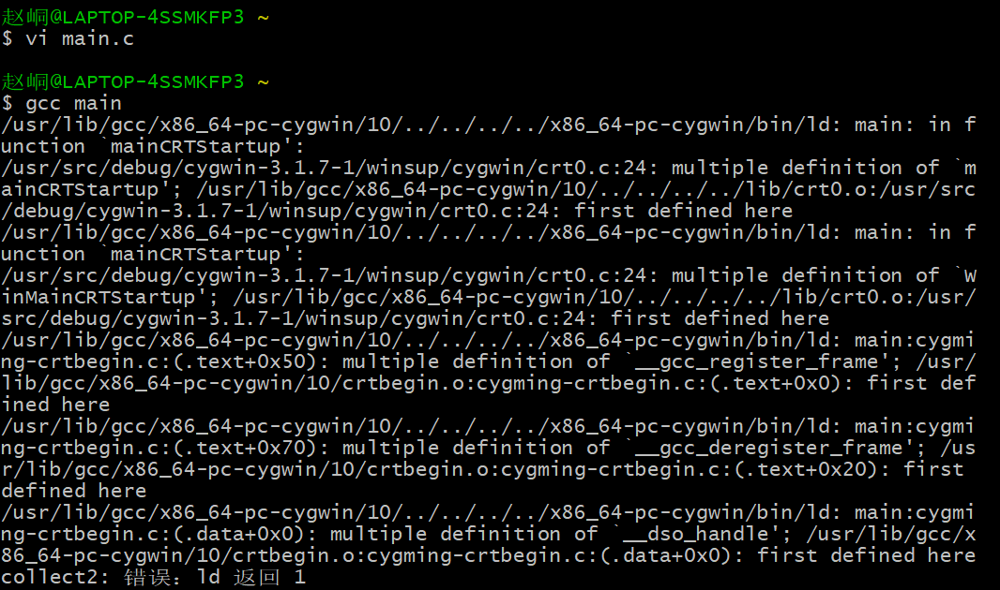 赵峒@LAPTOP-4SSMKFP3 ~
$ vi main.c
赵峒@LAPTOP-4SSMKFP3 ~
$ gcc main
/usr/lib/gcc/x86_64-pc-cygwin/10/../../../../x86_64-pc-cygwin/bin/ld: main: in f
unction `mainCRTStartup':
/usr/src/debug/cygwin-3.1.7-1/winsup/cygwin/crt0.c:24: multiple definition of `m
ainCRTStartup'; /usr/lib/gcc/x86_64-pc-cygwin/10/../../../../lib/crt0.o:/usr/src
/debug/cygwin-3.1.7-1/winsup/cygwin/crt0.c:24: first defined here
/usr/lib/gcc/x86_64-pc-cygwin/10/../../../../x86_64-pc-cygwin/bin/ld: main: in f
unction `mainCRTStartup':
/usr/src/debug/cygwin-3.1.7-1/winsup/cygwin/crt0.c:24: multiple definition of `W
inMainCRTStartup'; /usr/lib/gcc/x86_64-pc-cygwin/10/../../../../lib/crt0.o:/usr/
src/debug/cygwin-3.1.7-1/winsup/cygwin/crt0.c:24: first defined here
/usr/lib/gcc/x86_64-pc-cygwin/10/../../../../x86_64-pc-cygwin/bin/ld: main:cygmi
ng-crtbegin.c:(.text+0x50): multiple definition of `__gcc_register_frame'; /usr/
lib/gcc/x86_64-pc-cygwin/10/crtbegin.o:cygming-crtbegin.c:(.text+0x0): first def
ined here
/usr/lib/gcc/x86_64-pc-cygwin/10/../../../../x86_64-pc-cygwin/bin/ld: main:cygmi
ng-crtbegin.c:(.text+0x70): multiple definition of `__gcc_deregister_frame'; /us
r/lib/gcc/x86_64-pc-cygwin/10/crtbegin.o:cygming-crtbegin.c:(.text+0x20): first
defined here
/usr/lib/gcc/x86_64-pc-cygwin/10/../../../../x86_64-pc-cygwin/bin/ld: main:cygmi
ng-crtbegin.c:(.data+0x0): multiple definition of `__dso_handle'; /usr/lib/gcc/x
86_64-pc-cygwin/10/crtbegin.o:cygming-crtbegin.c:(.data+0x0): first defined here
collect2: 错误：ld 返回 1